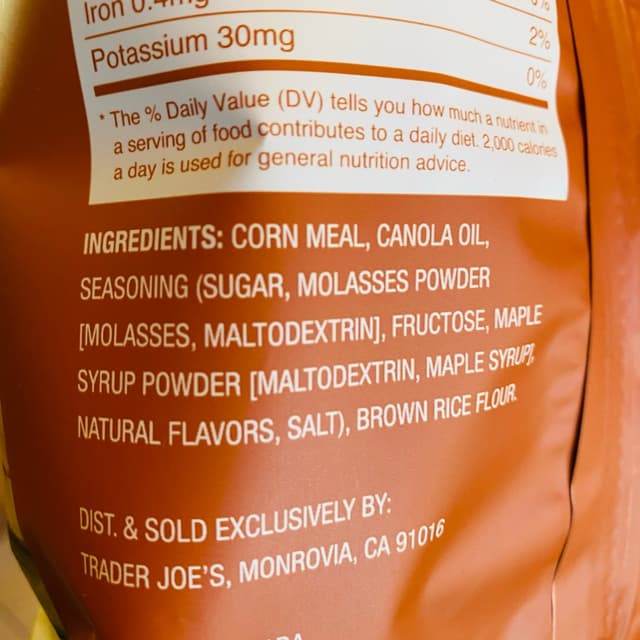 Iron 0.4mg
%
Potassium 30mg 2%
0%
* The % Daily Value (DV) tells you how much a nutrient in
a serving of food contributes to a daily diet. 2,000 calories
a day is used for general nutrition advice.
INGREDIENTS: CORN MEAL, CANOLA OIL,
SEASONING (SUGAR, MOLASSES POWDER
[MOLASSES, MALTODEXTRIN], FRUCTOSE, MAPLE
SYRUP POWDER [MALTODEXTRIN, MAPLE SYRUP],
NATURAL FLAVORS, SALT), BROWN RICE FLOUR.
DIST. & SOLD EXCLUSIVELY BY:
TRADER JOE'S, MONROVIA, CA 91016